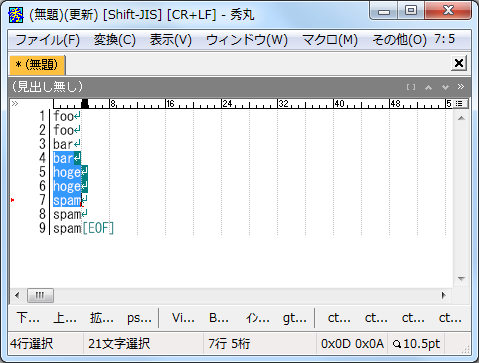 (無題)(更新) [Shift-JIS] [CR+LF] - 秀丸
ファイル(F) 変換(C) 表示(V) ウィンドウ(W) マクロ(M) その他(O) 7:5
* (無題)
(見出し無し)
8 16 24 32 40 48 5
1 foo
2 foo
3 bar
4 bar
5 hoge
6 hoge
7 spam
8 spam
9 spam[EOF]
下... 上... 拡... ps... Vi... B... イン... gt... ct... ct... ct... ct...
4行選択 21文字選択 7行 5桁 0x0D 0x0A 10.5pt